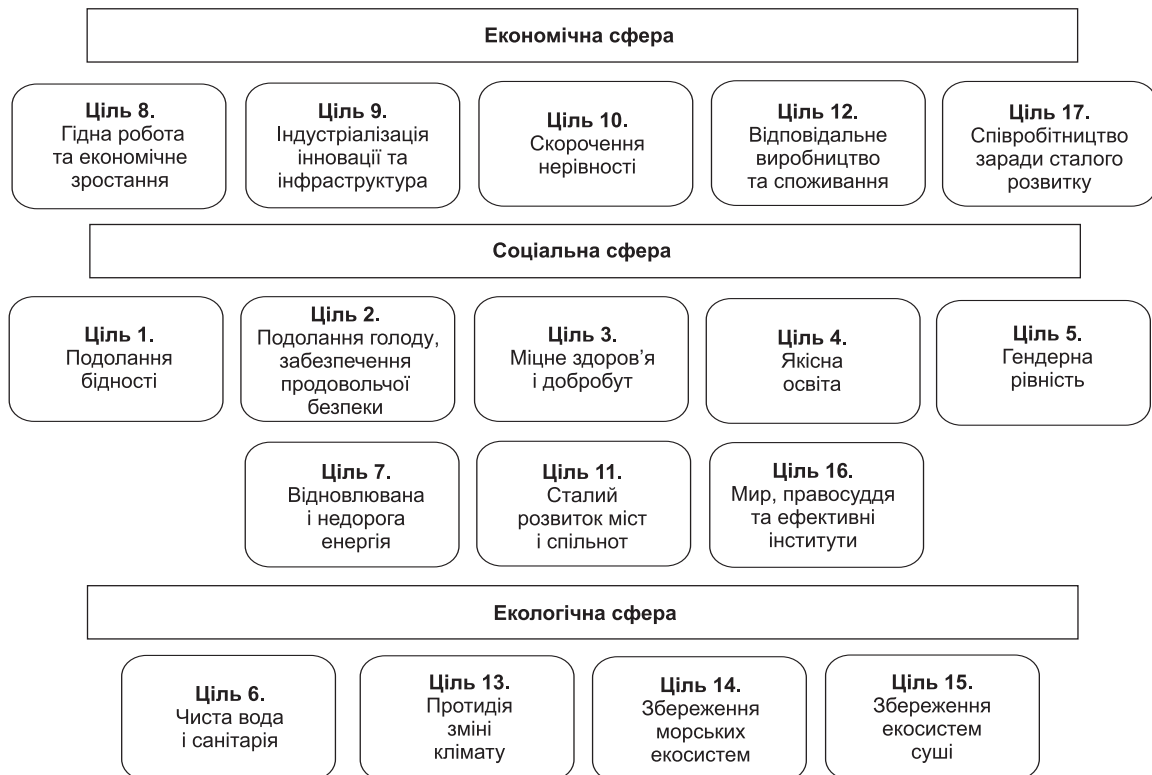 Економічна сфера
Ціль 8.
Гідна робота
та економічне
зростання
Ціль 9.
Індустріалізація
інновації та
інфраструктура
Ціль 10.
Скорочення
нерівності
Ціль 12.
Відповідальне
виробництво
та споживання
Ціль 17.
Співробітництво
заради сталого
розвитку
Соціальна сфера
Ціль 1.
Подолання
бідності
Ціль 2.
Подолання голоду,
забезпечення
продовольчої
безпеки
Ціль 3.
Міцне здоров’я
і добробут
Ціль 4.
Якісна
освіта
Ціль 5.
Гендерна
рівність
Ціль 7.
Відновлювана
і недорога
енергія
Ціль 11.
Сталий
розвиток міст
і спільнот
Ціль 16.
Мир, правосуддя
та ефективні
інститути
Екологічна сфера
Ціль 6.
Чиста вода
і санітарія
Ціль 13.
Протидія
зміні
клімату
Ціль 14.
Збереження
морських
екосистем
Ціль 15.
Збереження
екосистем
суші